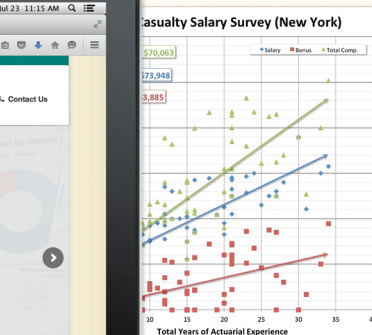 Jul 23 11:15 AM
Contact Us
Casualty Salary Survey (New York)
$70,063
Salary Bonus Total Comp.
$73,948
3,885
10 15 20 25 30 35
Total Years of Actuarial Experience